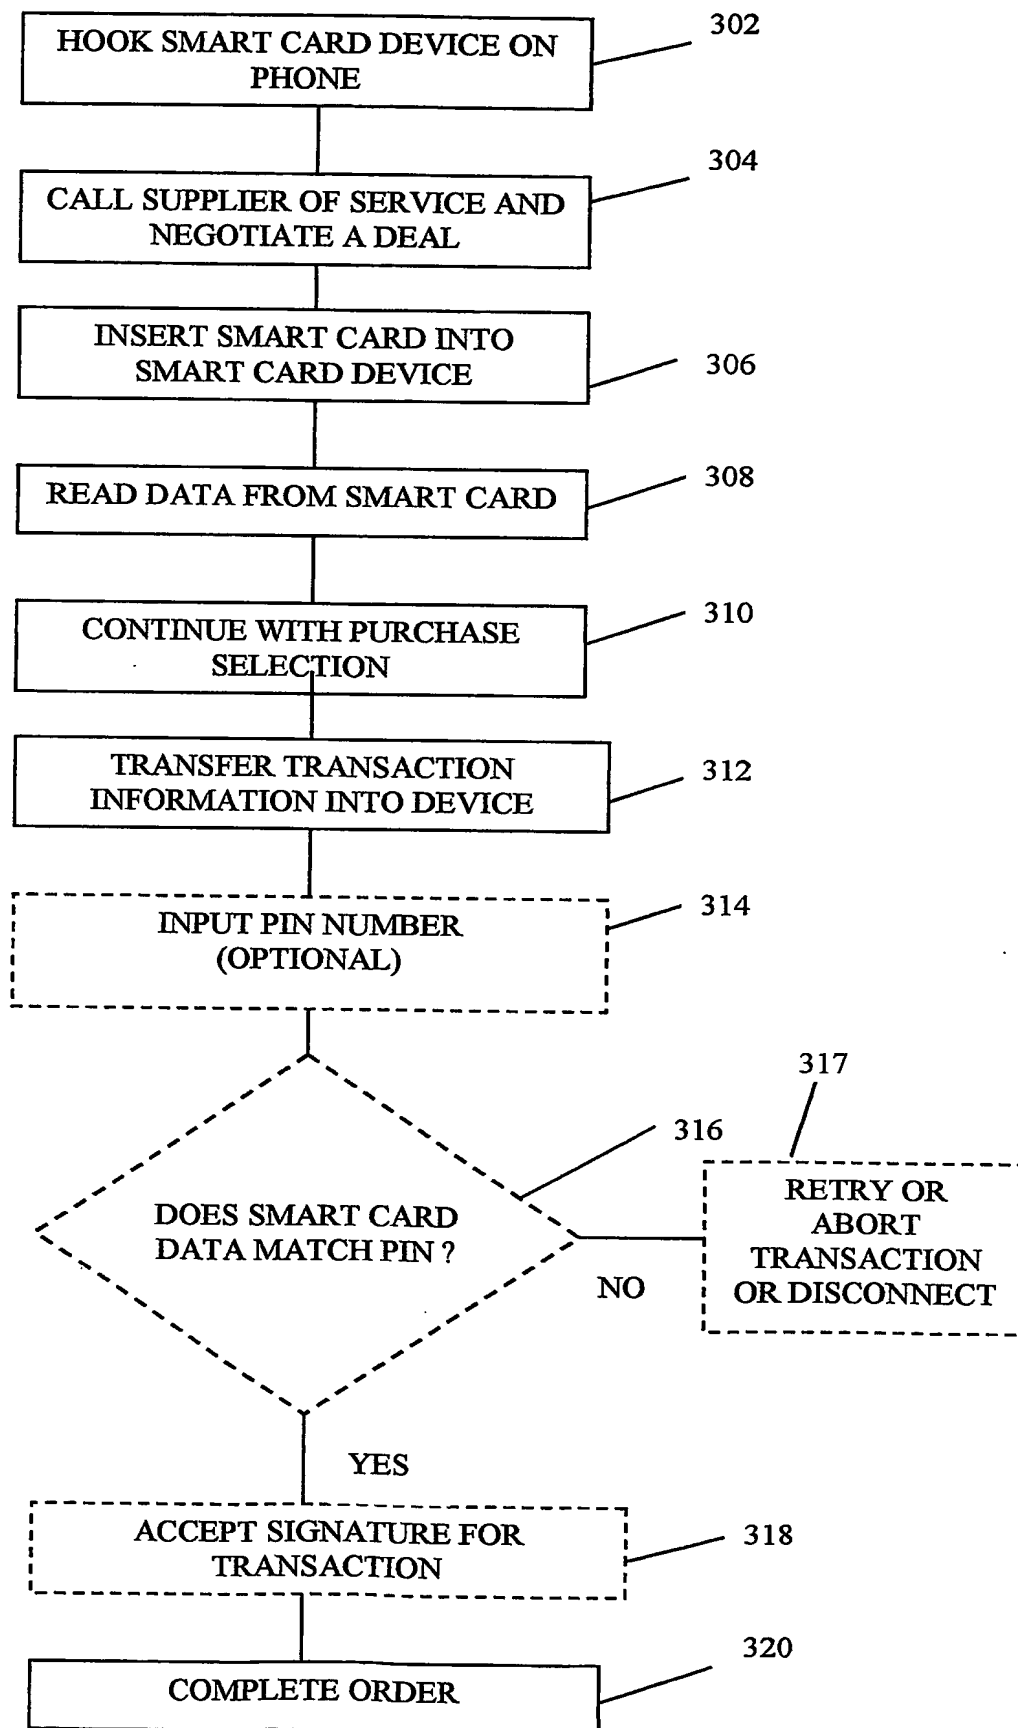 302
HOOK SMART CARD DEVICE ON
PHONE
304
CALL SUPPLIER OF SERVICE AND
NEGOTIATE A DEAL
INSERT SMART CARD INTO
SMART CARD DEVICE
306
READ DATA FROM SMART CARD
308
310
CONTINUE WITH PURCHASE
SELECTION
TRANSFER TRANSACTION
INFORMATION INTO DEVICE
312
314
INPUT PIN NUMBER
(OPTIONAL)
317
316
DOES SMART CARD
DATA MATCH PIN ?
NO
RETRY OR
ABORT
TRANSACTION
OR DISCONNECT
YES
ACCEPT SIGNATURE FOR
TRANSACTION
318
320
COMPLETE ORDER